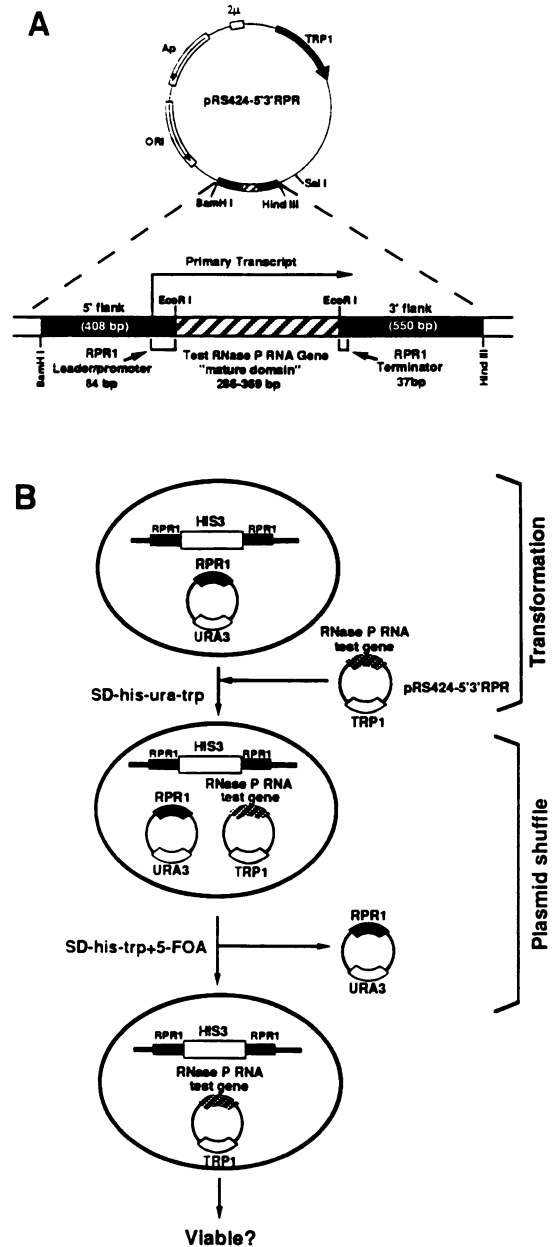 A
2μ
Ap
TRP1
pRS424-5'3'RPR
ORI
Sal I
BamH I
Hind III
Primary Transcript
EcoR I
EcoR I
5' flank
3' flank
(408 bp)
(550 bp)
BamH I
RPR1
Leader/promoter
84 bp
Test RNase P RNA Gene
"mature domain"
286-369 bp
RPR1
Terminator
37bp
Hind III
B
RPR1
HIS3
RPR1
RPR1
URA3
RNase P RNA
test gene
TRP1
pRS424-5'3'RPR
SD-his-ura-trp
Transformation
RPR1
HIS3
RPR1
RPR1
RNase P RNA
test gene
URA3
TRP1
SD-his-trp+5-FOA
RPR1
URA3
Plasmid shuffle
RPR1
HIS3
RPR1
RNase P RNA
test gene
TRP1
Viable?